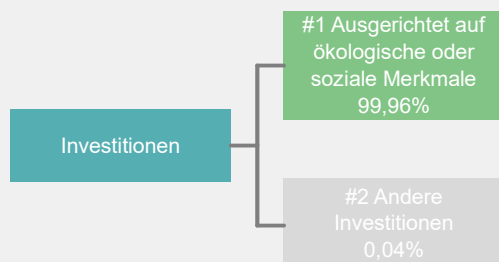 #1 Ausgerichtet auf
ökologische oder
soziale Merkmale
99,96%
Investitionen
#2 Andere
Investitionen
0,04%